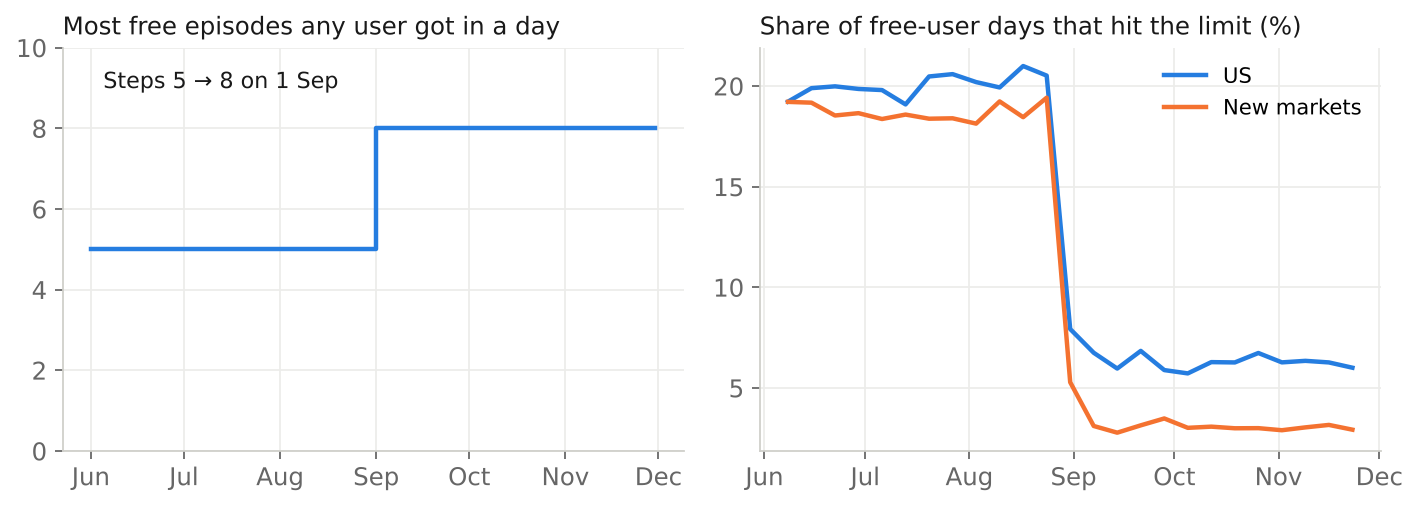 Most free episodes any user got in a day
10
8
6
4
2
0
Steps 5 → 8 on 1 Sep
Jun Jul Aug Sep Oct Nov Dec
Share of free-user days that hit the limit (%)
20
15
10
5
US
New markets
Jun Jul Aug Sep Oct Nov Dec